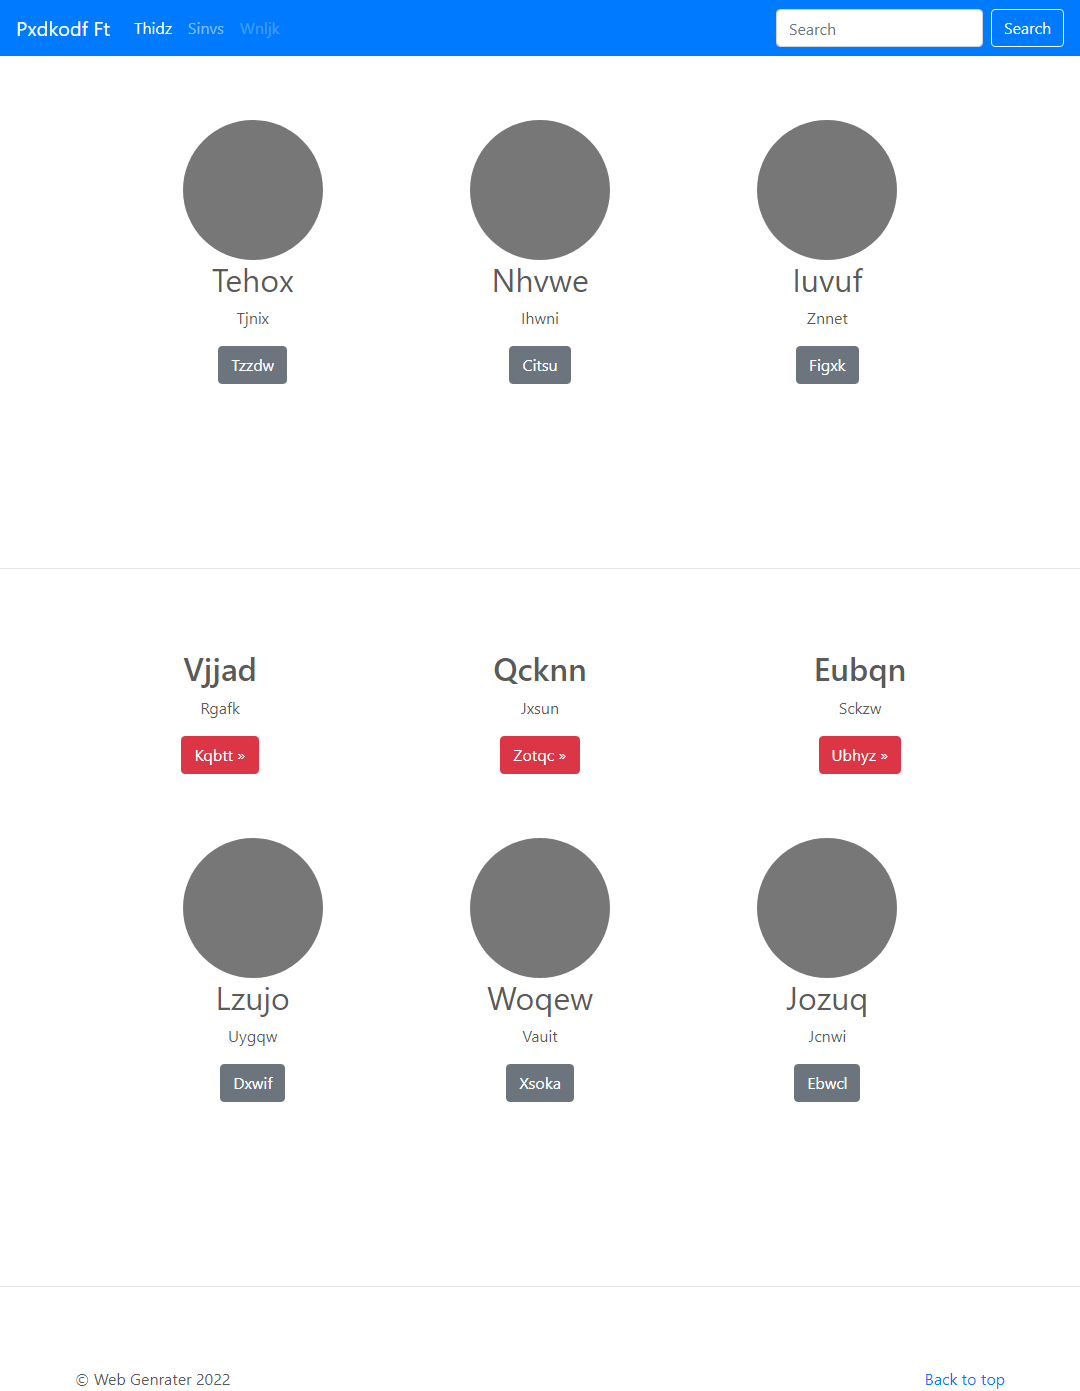 Pxdkodf Ft Thidz Sinvs Wnljk Search Search
Tehox Nhvwe Iuvuf
Tjnix Ihwni Znnet
Tzzdw Citsu Figxk
Vjjad Qcknn Eubqn
Rgafk Jxsun Sckzw
Kqbtt » Zotqc » Ubhyz »
Lzujo Woqew Jozuq
Uygqw Vauit Jcnwi
Dxwif Xsoka Ebwcl
© Web Genrater 2022 Back to top